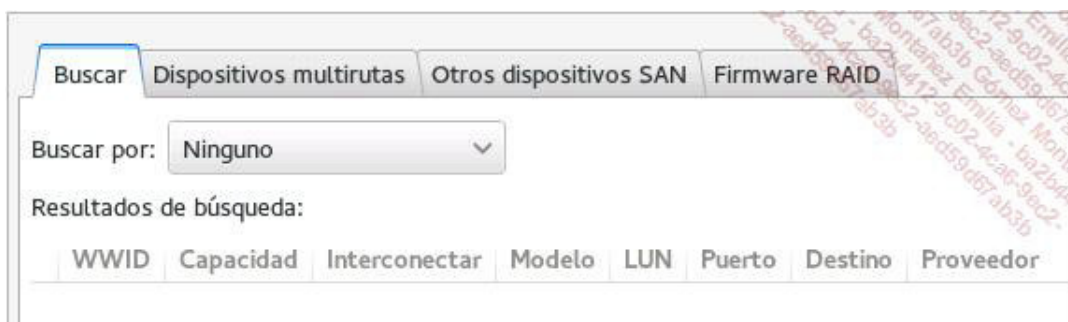 Buscar Dispositivos multirutas Otros dispositivos SAN Firmware RAID
Buscar por: Ninguno
Resultados de búsqueda:
WWID Capacidad Interconectar Modelo LUN Puerto Destino Proveedor